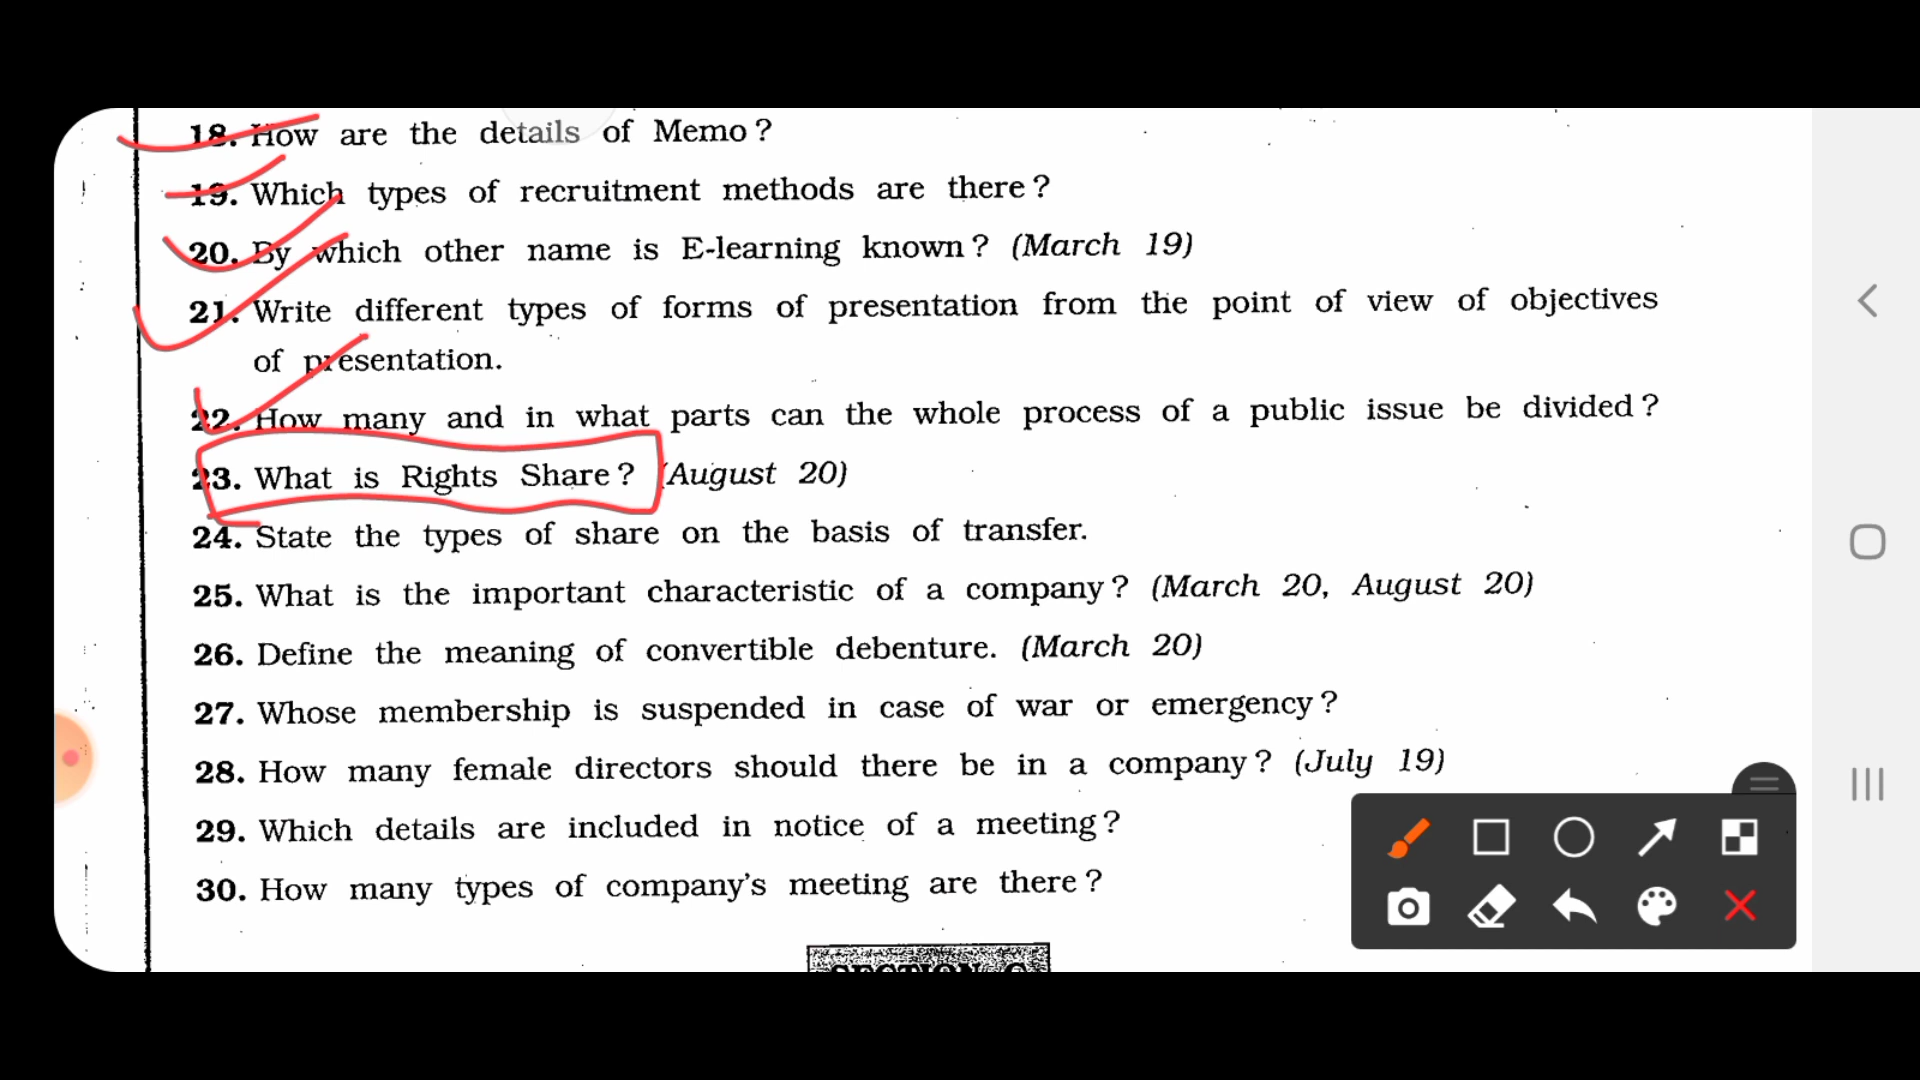 18. How are the details of Memo ?
19. Which types of recruitment methods are there ?
20. By which other name is E-learning known ? (March 19)
21. Write different types of forms of presentation from the point of view of objectives
of presentation.
22. How many and in what parts can the whole process of a public issue be divided ?
23. What is Rights Share ? (August 20)
24. State the types of share on the basis of transfer.
25. What is the important characteristic of a company ? (March 20, August 20)
26. Define the meaning of convertible debenture. (March 20)
27. Whose membership is suspended in case of war or emergency ?
28. How many female directors should there be in a company ? (July 19)
29. Which details are included in notice of a meeting ?
30. How many types of company's meeting are there ?